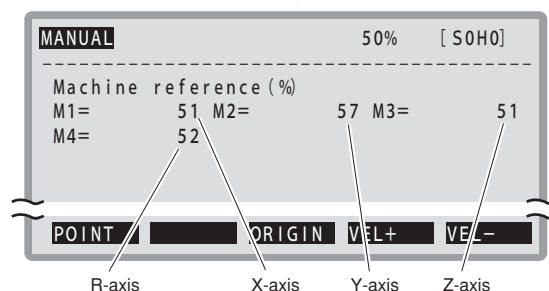 MANUAL 50% [S0H0]
Machine reference(%)
M1= 51 M2= 57 M3= 51
M4= 52
POINT ORIGIN VEL+ VEL-
R-axis X-axis Y-axis Z-axis